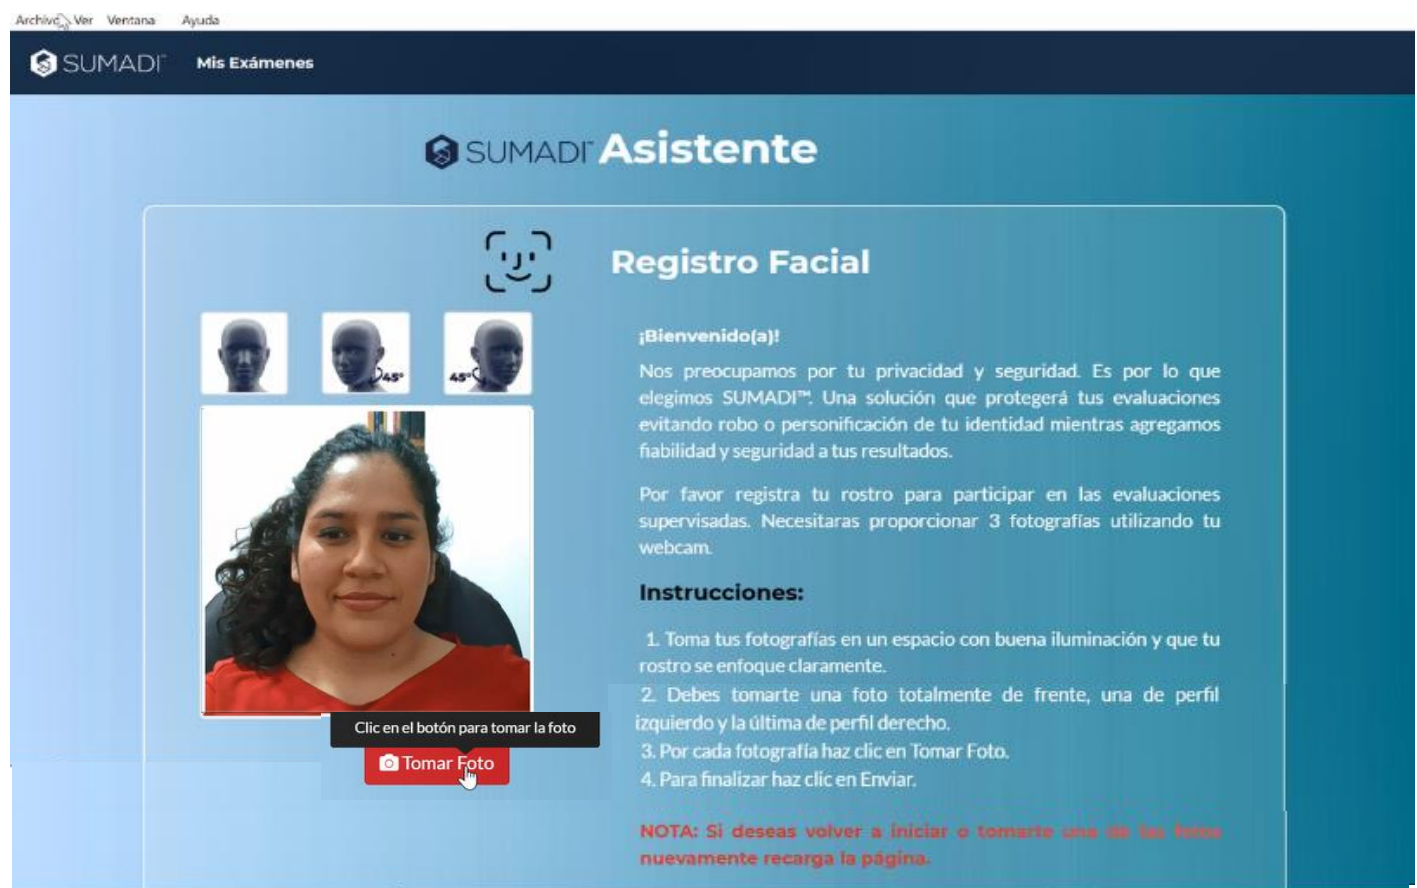 Archivo Ver Ventana Ayuda
SUMADI™ Mis Exámenes
SUMADI™ Asistente
Registro Facial
45°
45°
¡Bienvenido(a)!
Nos preocupamos por tu privacidad y seguridad. Es por lo que
elegimos SUMADI™. Una solución que protegerá tus evaluaciones
evitando robo o personificación de tu identidad mientras agregamos
fiabilidad y seguridad a tus resultados.
Por favor registra tu rostro para participar en las evaluaciones
supervisadas. Necesitaras proporcionar 3 fotografías utilizando tu
webcam.
Instrucciones:
1. Toma tus fotografías en un espacio con buena iluminación y que tu
rostro se enfoque claramente.
2. Debes tomarte una foto totalmente de frente, una de perfil
izquierdo y la última de perfil derecho.
3. Por cada fotografía haz clic en Tomar Foto.
4. Para finalizar haz clic en Enviar.
NOTA: Si deseas volver a iniciar o tomarte una de las fotos
nuevamente recarga la página.
Clic en el botón para tomar la foto
Tomar Foto